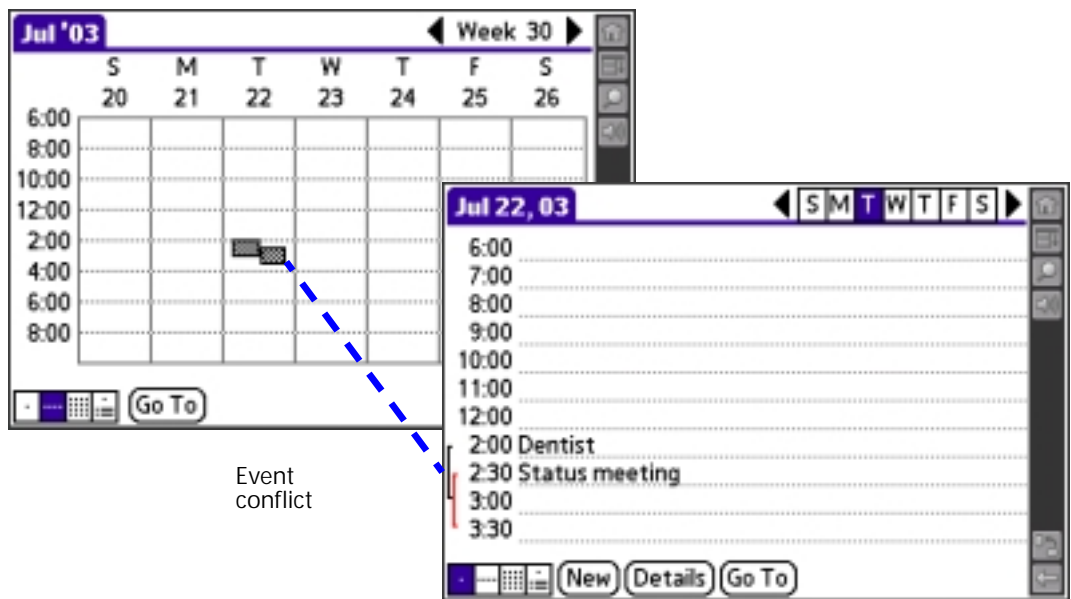 Jul '03 Week 30
S M T W T F S
20 21 22 23 24 25 26
6:00
8:00
10:00
12:00
2:00
4:00
6:00
8:00
Go To
Event
conflict
Jul 22, 03 S M T W T F S
6:00
7:00
8:00
9:00
10:00
11:00
12:00
2:00 Dentist
2:30 Status meeting
3:00
3:30
New Details Go To